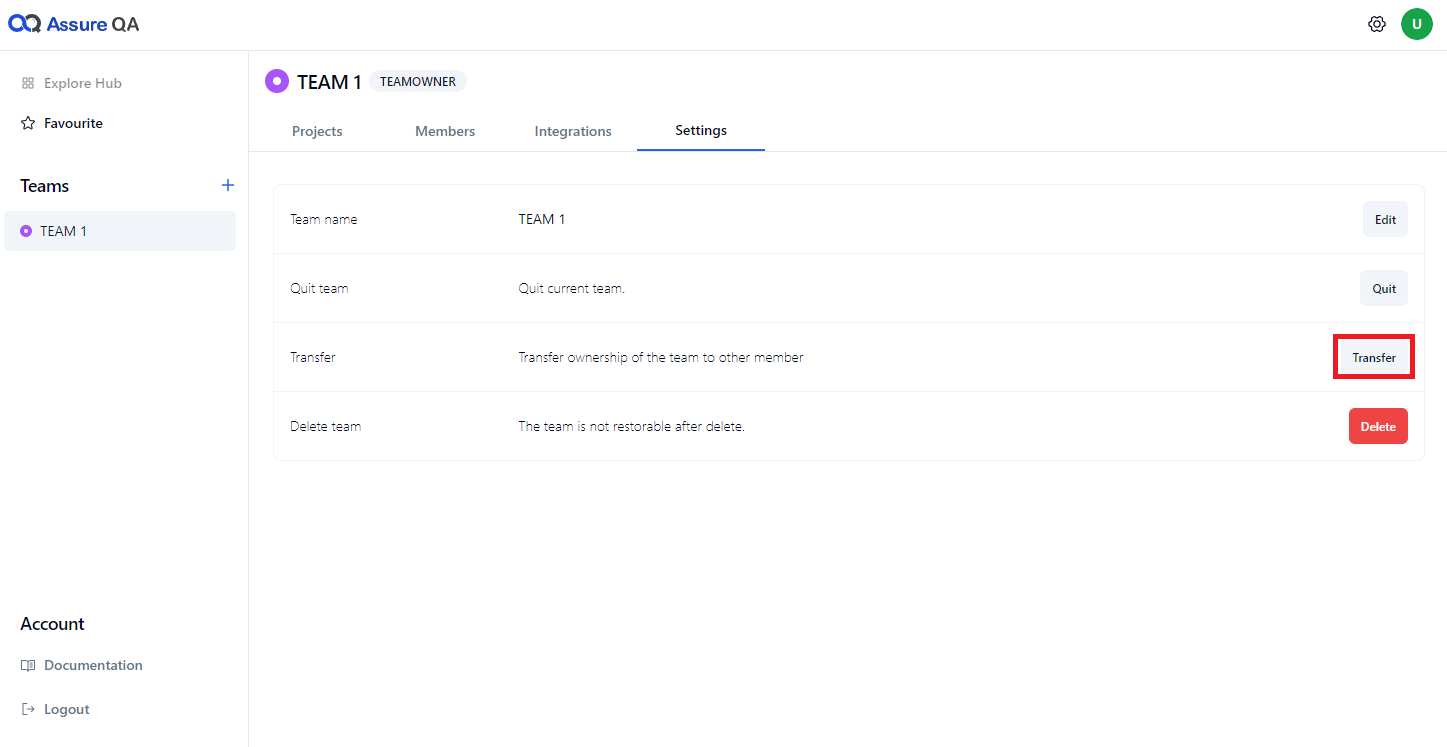 Assure QA
U
Explore Hub
Favourite
Teams
TEAM 1
Account
Documentation
Logout
TEAM 1 TEAMOWNER
Projects Members Integrations Settings
Team name TEAM 1 Edit
Quit team Quit current team. Quit
Transfer Transfer ownership of the team to other member Transfer
Delete team The team is not restorable after delete. Delete